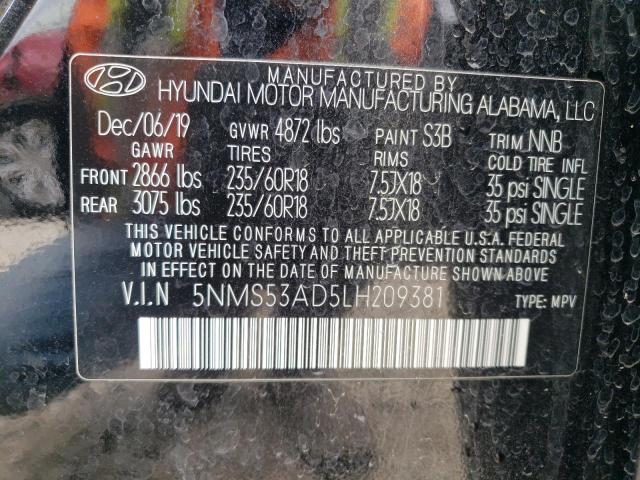 MANUFACTURED BY
HYUNDAI MOTOR MANUFACTURING ALABAMA, LLC
Dec/06/19 GVWR 4872 lbs PAINT S3B TRIM NNB
GAWR TIRES RIMS COLD TIRE INFL
FRONT 2866 lbs 235/60R18 7.5JX18 35 psi SINGLE
REAR 3075 lbs 235/60R18 7.5JX18 35 psi SINGLE
THIS VEHICLE CONFORMS TO ALL APPLICABLE U.S.A. FEDERAL
MOTOR VEHICLE SAFETY AND THEFT PREVENTION STANDARDS
IN EFFECT ON THE DATE OF MANUFACTURE SHOWN ABOVE.
V.I.N 5NMS53AD5LH209381 TYPE: MPV